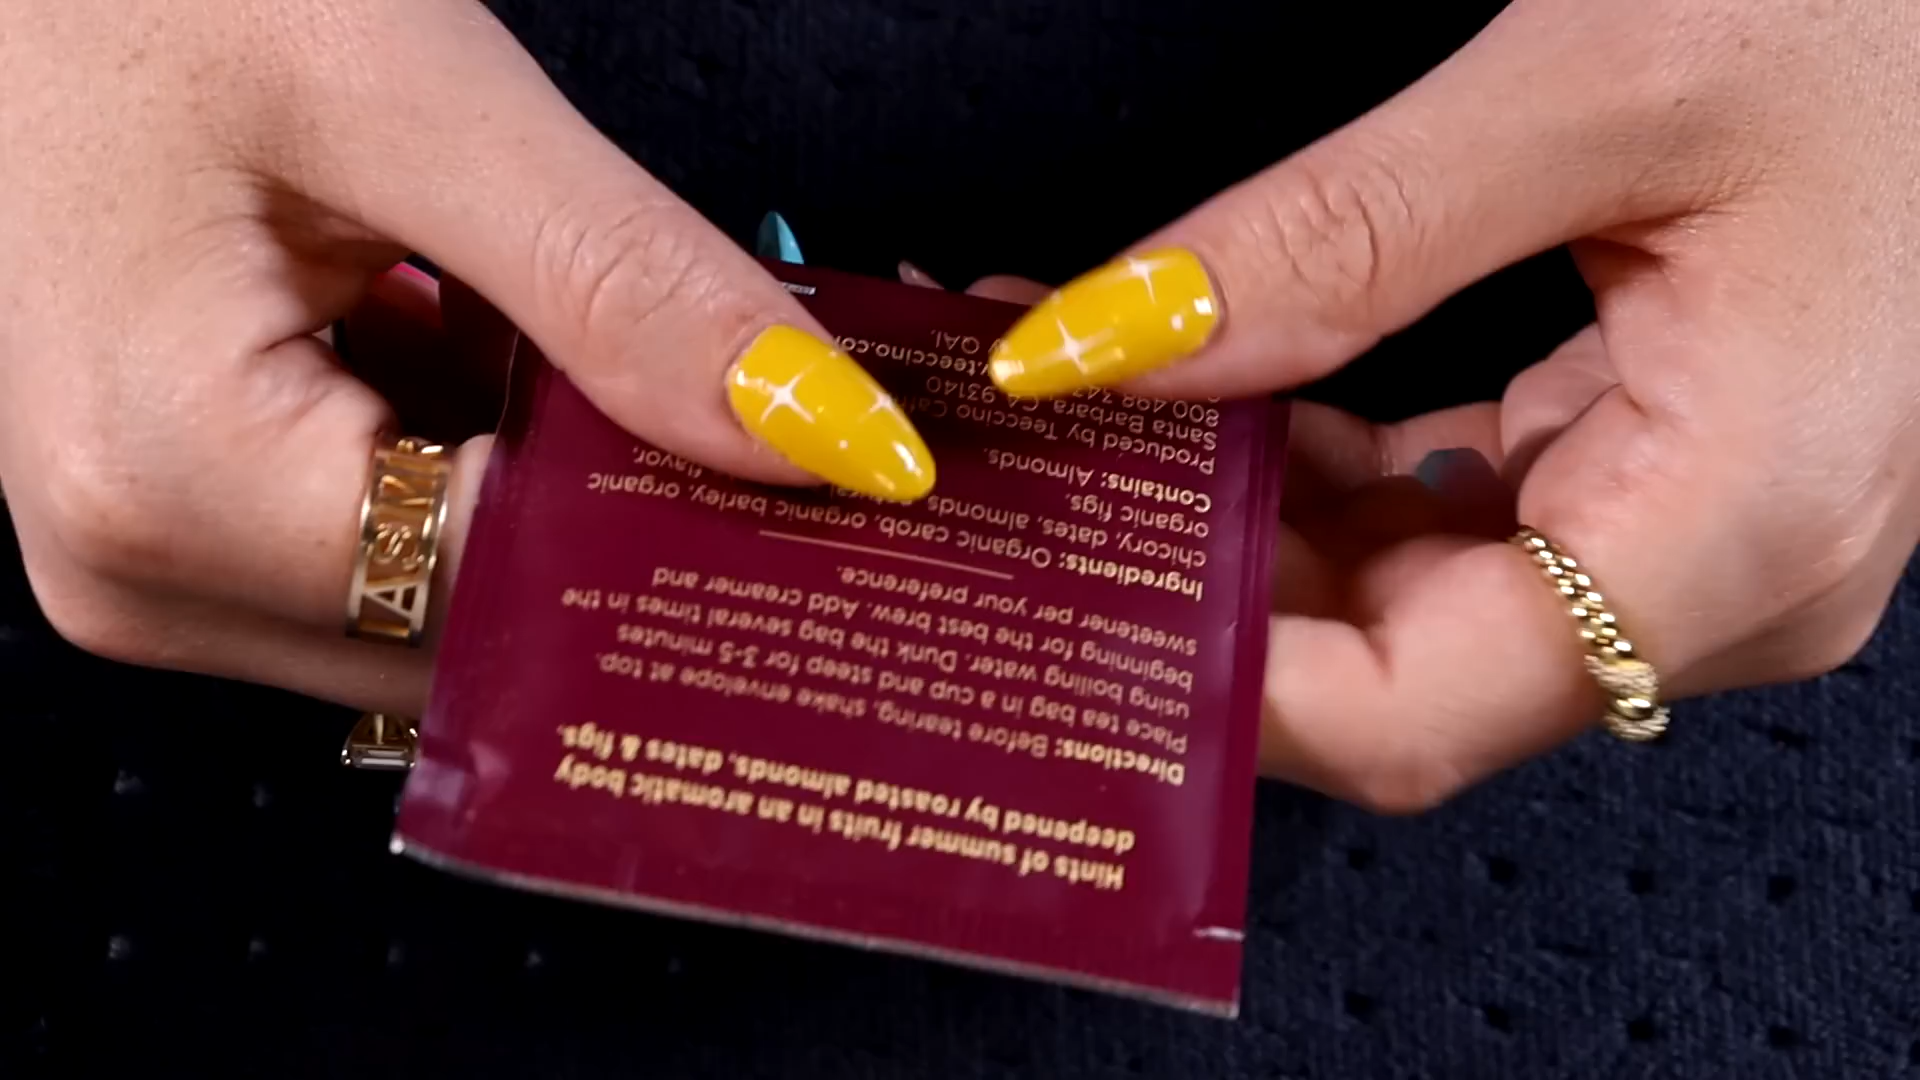 Hints of summer fruits in an aromatic body
deepened by roasted almonds, dates & figs.
Directions: Before tearing, shake envelope at top.
Place tea bag in a cup and steep for 3-5 minutes
using boiling water. Dunk the bag several times in the
beginning for the best brew. Add creamer and
sweetener per your preference.
Ingredients: Organic carob, organic barley, organic
chicory, dates, almonds flavor,
organic figs.
Contains: Almonds.
Produced by Teeccino
Santa Barbara, CA 93140
800.498.
.teeccino.co
QAI.